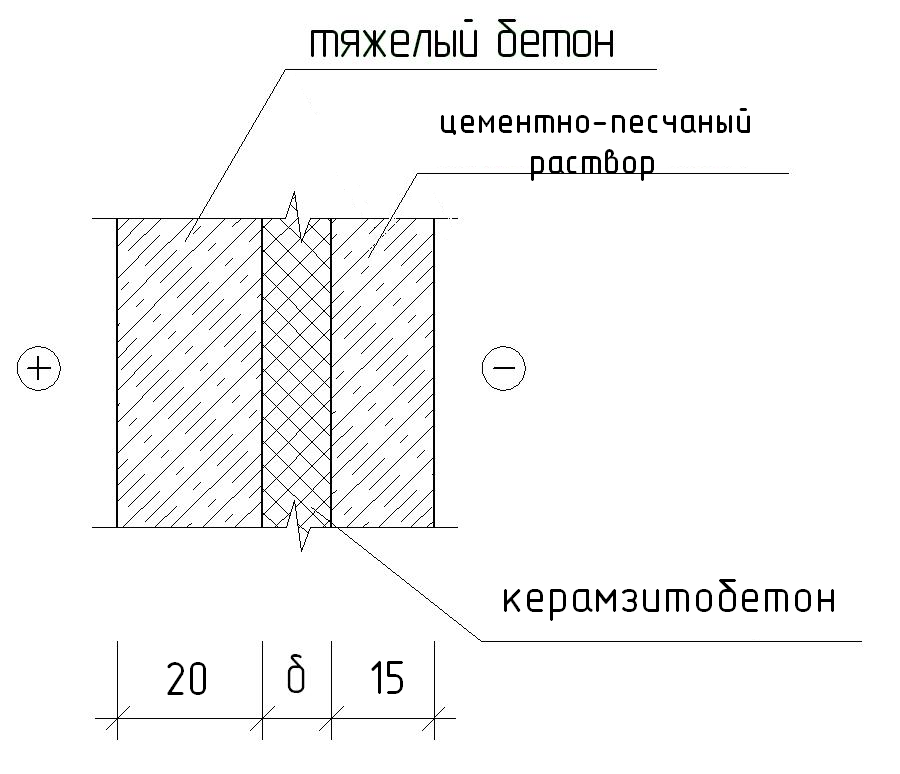 тяжелый бетон
цементно-песчаный
раствор
+
−
керамзитобетон
20 δ 15